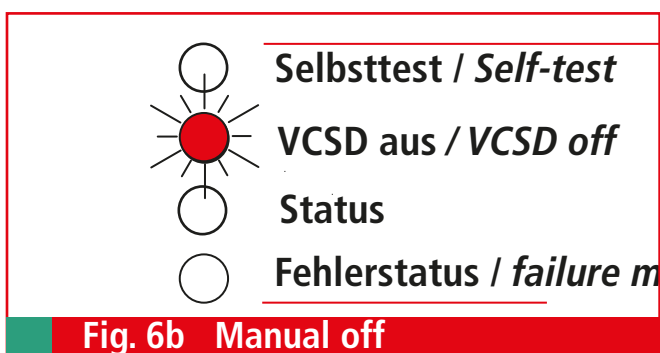 Selbsttest / Self-test
VCSD aus / VCSD off
Status
Fehlerstatus / failure
Fig. 6b Manual off